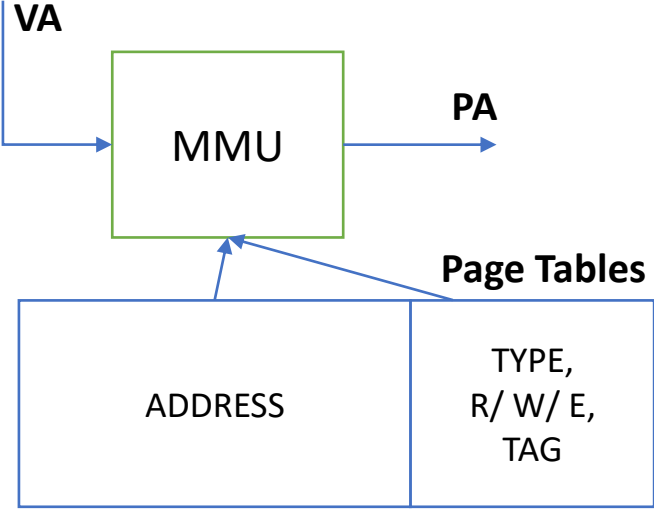 VA
PA
MMU
Page Tables
ADDRESS
TYPE,
R/ W/ E,
TAG